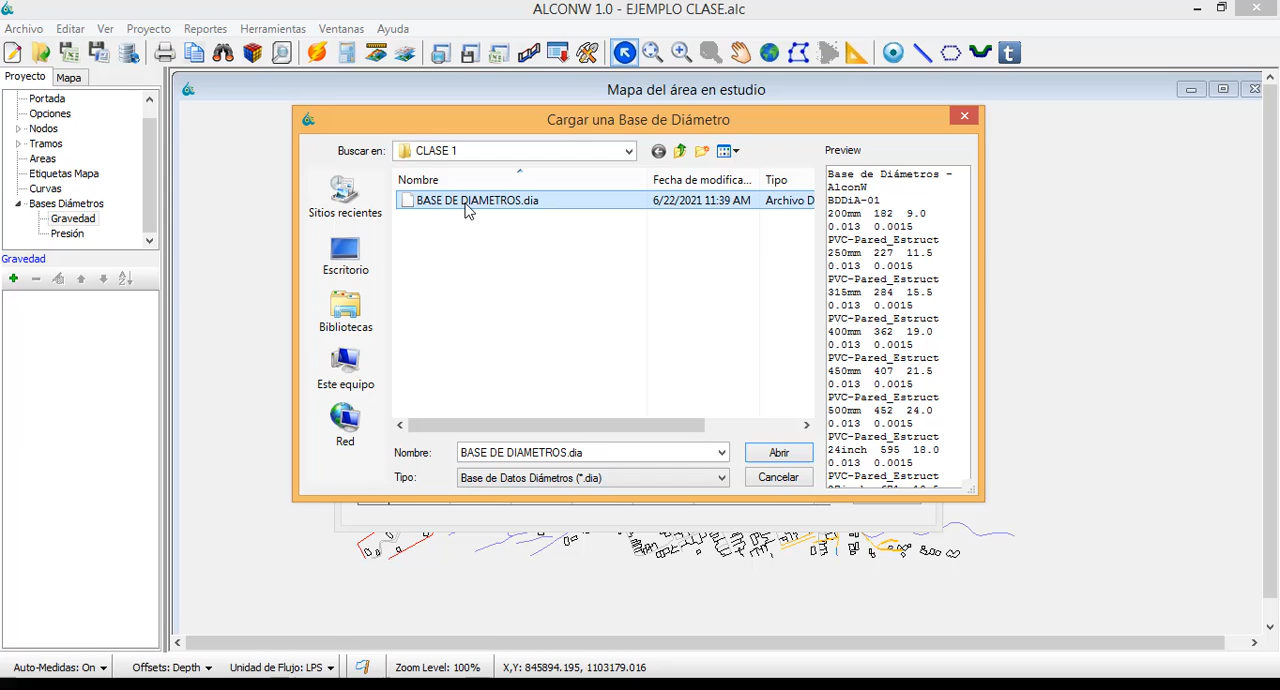 ALCONW 1.0 - EJEMPLO CLASE.alc
Archivo Editar Ver Proyecto Reportes Herramientas Ventanas Ayuda
Proyecto Mapa
Portada
Opciones
Nodos
Tramos
Areas
Etiquetas Mapa
Curvas
Bases Diámetros
Gravedad
Presión
Gravedad
Mapa del área en estudio
Cargar una Base de Diámetro
Buscar en: CLASE 1
Nombre Fecha de modifica... Tipo
BASE DE DIAMETROS.dia 6/22/2021 11:39 AM Archivo D
Sitios recientes
Escritorio
Bibliotecas
Este equipo
Red
Nombre: BASE DE DIAMETROS.dia Abrir
Tipo: Base de Datos Diámetros (*.dia) Cancelar
Preview
Base de Diámetros -
AlconW
BDDiA-01
200mm 182 9.0
0.013 0.0015
PVC-Pared_Estruct
250mm 227 11.5
0.013 0.0015
PVC-Pared_Estruct
315mm 284 15.5
0.013 0.0015
PVC-Pared_Estruct
400mm 362 19.0
0.013 0.0015
PVC-Pared_Estruct
450mm 407 21.5
0.013 0.0015
PVC-Pared_Estruct
500mm 452 24.0
0.013 0.0015
PVC-Pared_Estruct
24inch 595 18.0
0.013 0.0015
PVC-Pared_Estruct
Auto-Medidas: On Offsets: Depth Unidad de Flujo: LPS Zoom Level: 100% X,Y: 845894.195, 1103179.016